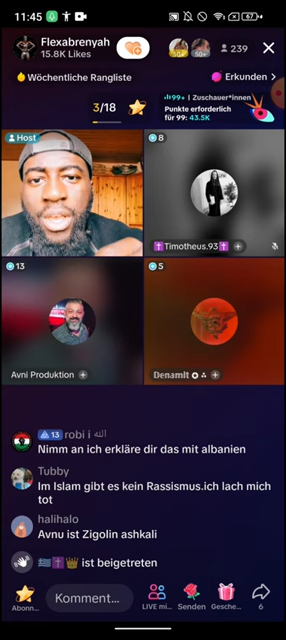 11:45
67
Flexabrenyah
15.8K Likes
50+
239
Wöchentliche Rangliste
Erkunden >
3/18
99+ | Zuschauer*innen
Punkte erforderlich
für 99: 43.5K
Host
8
✝️Timotheus.93✝️ +
13
5
Avni Produktion +
Denamlt
13 robi i الله
Nimm an ich erkläre dir das mit albanien
Tubby
Im Islam gibt es kein Rassismus.ich lach mich
tot
halihalo
Avnu ist Zigolin ashkali
🇬🇷✝️👑 ist beigetreten
Abonn...
Komment...
LIVE mi...
Senden
Gesche...
6